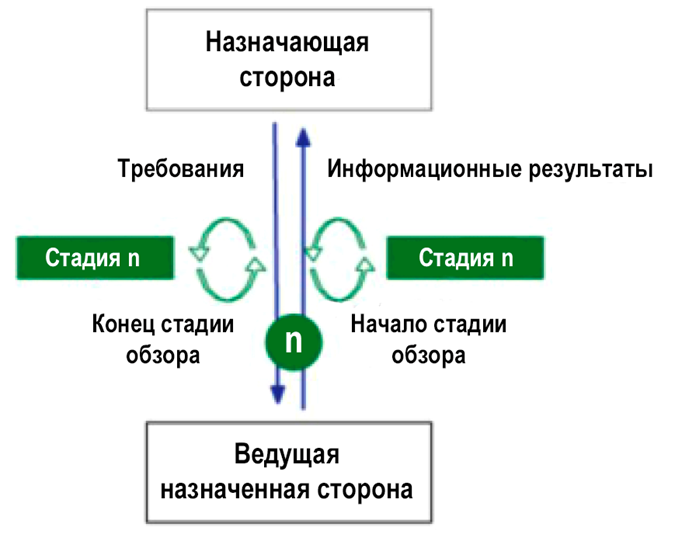 Назначающая
сторона
Требования
Информационные результаты
Стадия n
Стадия n
Конец стадии
обзора
n
Начало стадии
обзора
Ведущая
назначенная сторона